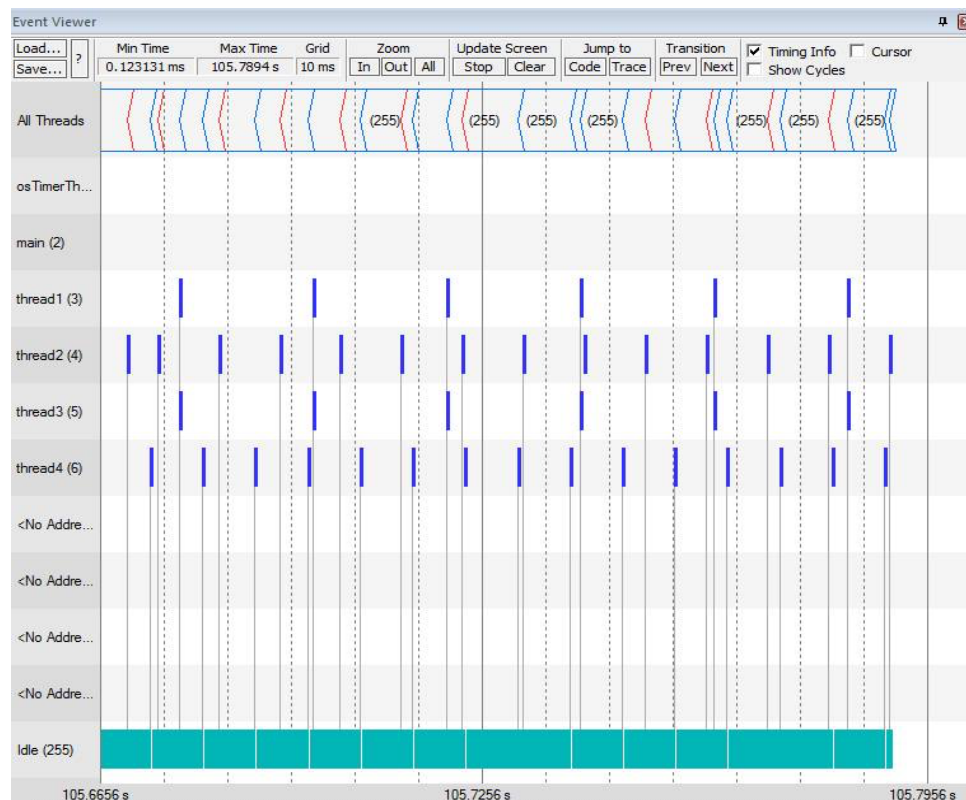 Event Viewer
Load... ? Min Time Max Time Grid Zoom Update Screen Jump to Transition Timing Info Cursor
Save... 0.123131 ms 105.7894 s 10 ms In Out All Stop Clear Code Trace Prev Next Show Cycles
All Threads (255) (255) (255) (255) (255) (255) (255)
osTimerTh...
main (2)
thread1 (3)
thread2 (4)
thread3 (5)
thread4 (6)
<No Addre...
<No Addre...
<No Addre...
<No Addre...
Idle (255)
105.6656 s 105.7256 s 105.7956 s